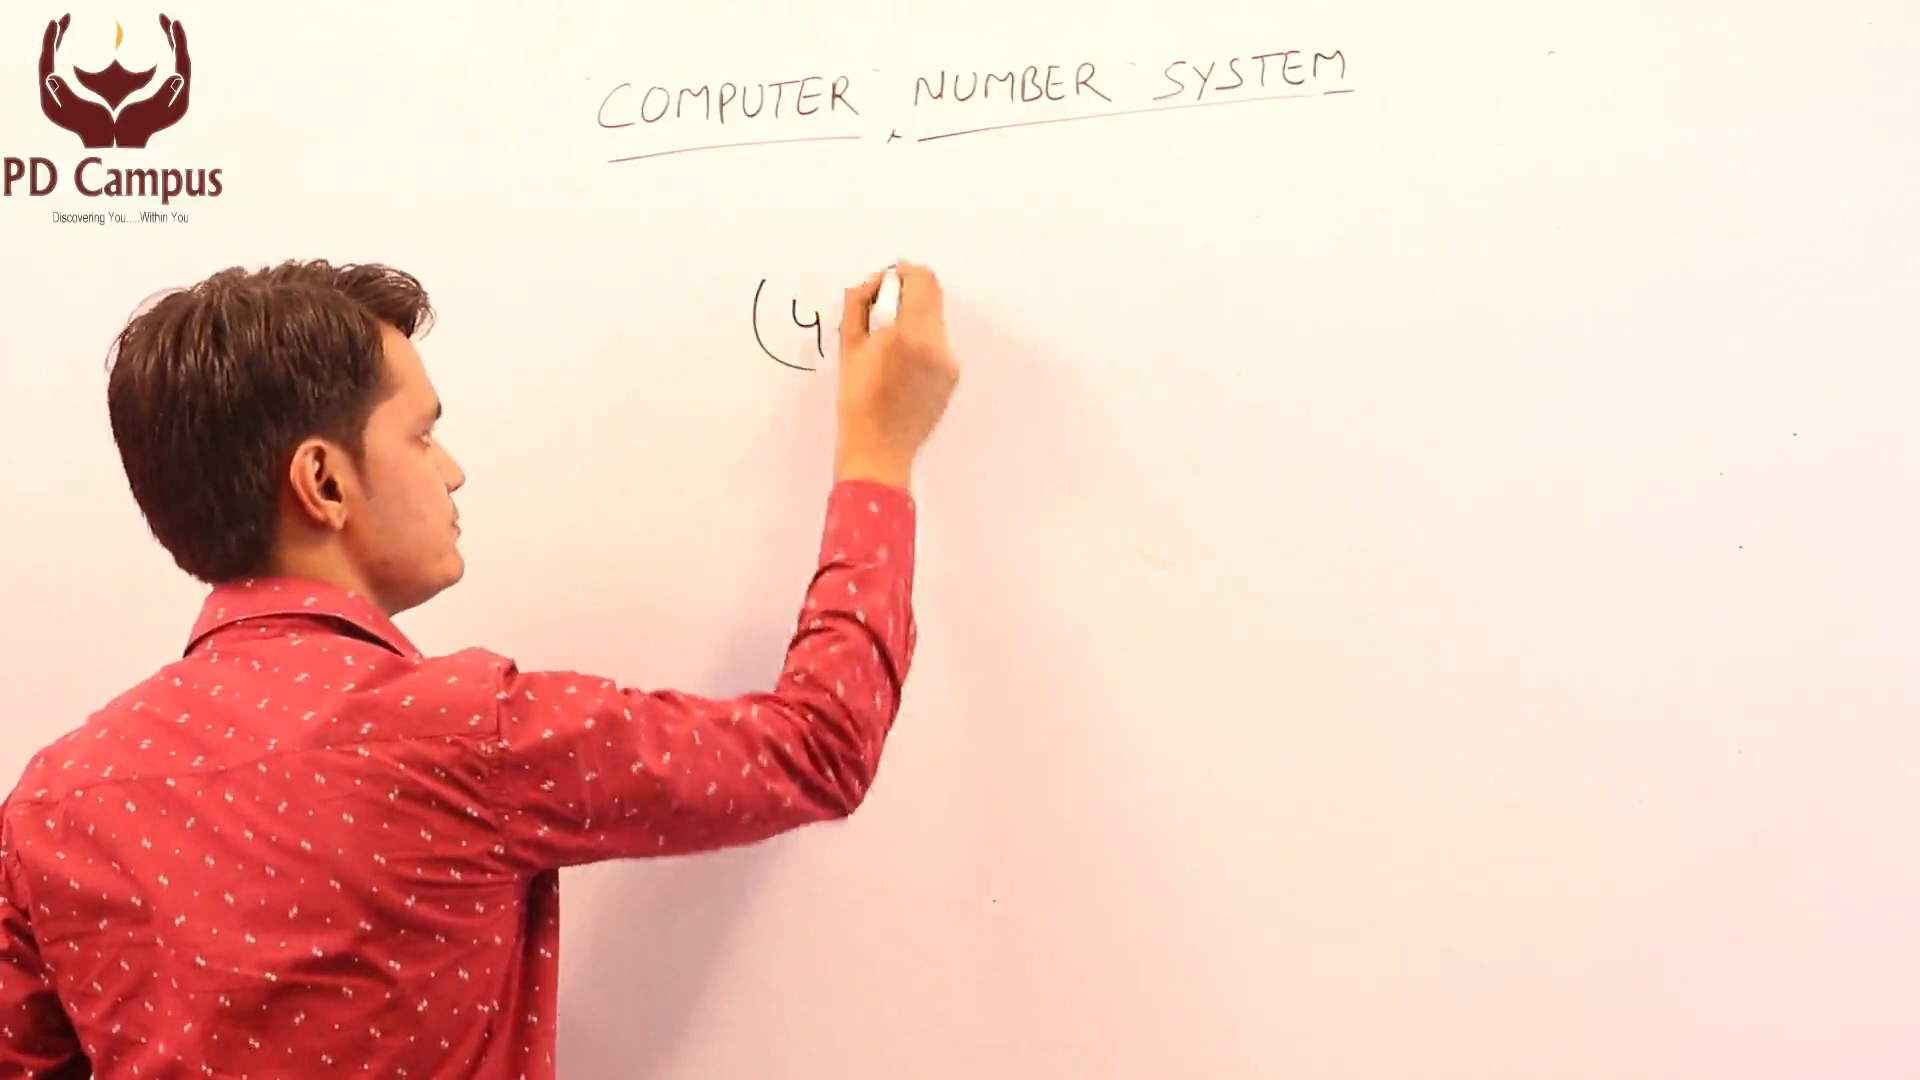 PD Campus
Discovering You.....Within You
COMPUTER NUMBER SYSTEM
(4